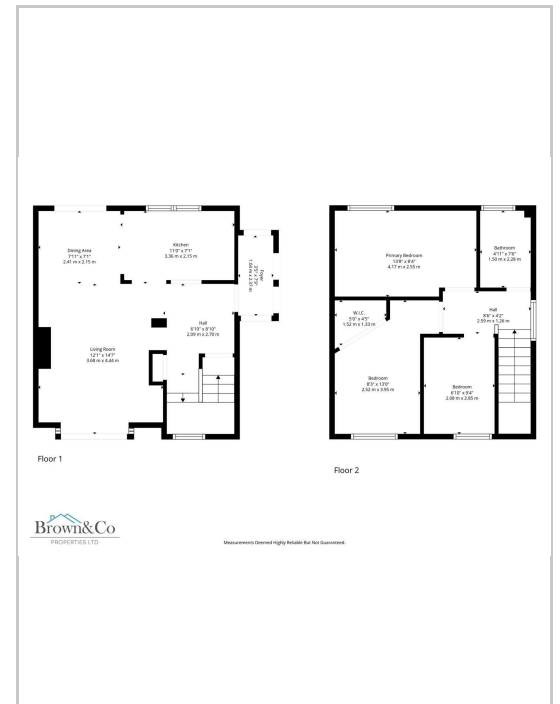 Dining Area
7'11" x 7'1"
2.41 m x 2.15 m
Kitchen
11'0" x 7'1"
3.36 m x 2.15 m
Foyer
Hall
6'10" x 8'10"
2.09 m x 2.70 m
Living Room
12'1" x 14'7"
3.68 m x 4.44 m
Floor 1
Primary Bedroom
13'8" x 8'4"
4.17 m x 2.55 m
Bathroom
4'11" x 7'6"
1.50 m x 2.28 m
W.I.C.
5'0" x 4'5"
1.52 m x 1.33 m
Hall
8'6" x 4'2"
2.59 m x 1.26 m
Bedroom
8'3" x 13'0"
2.52 m x 3.95 m
Bedroom
6'10" x 9'4"
2.08 m x 2.85 m
Floor 2
Brown&Co
PROPERTIES LTD
Measurements Deemed Highly Reliable But Not Guaranteed.